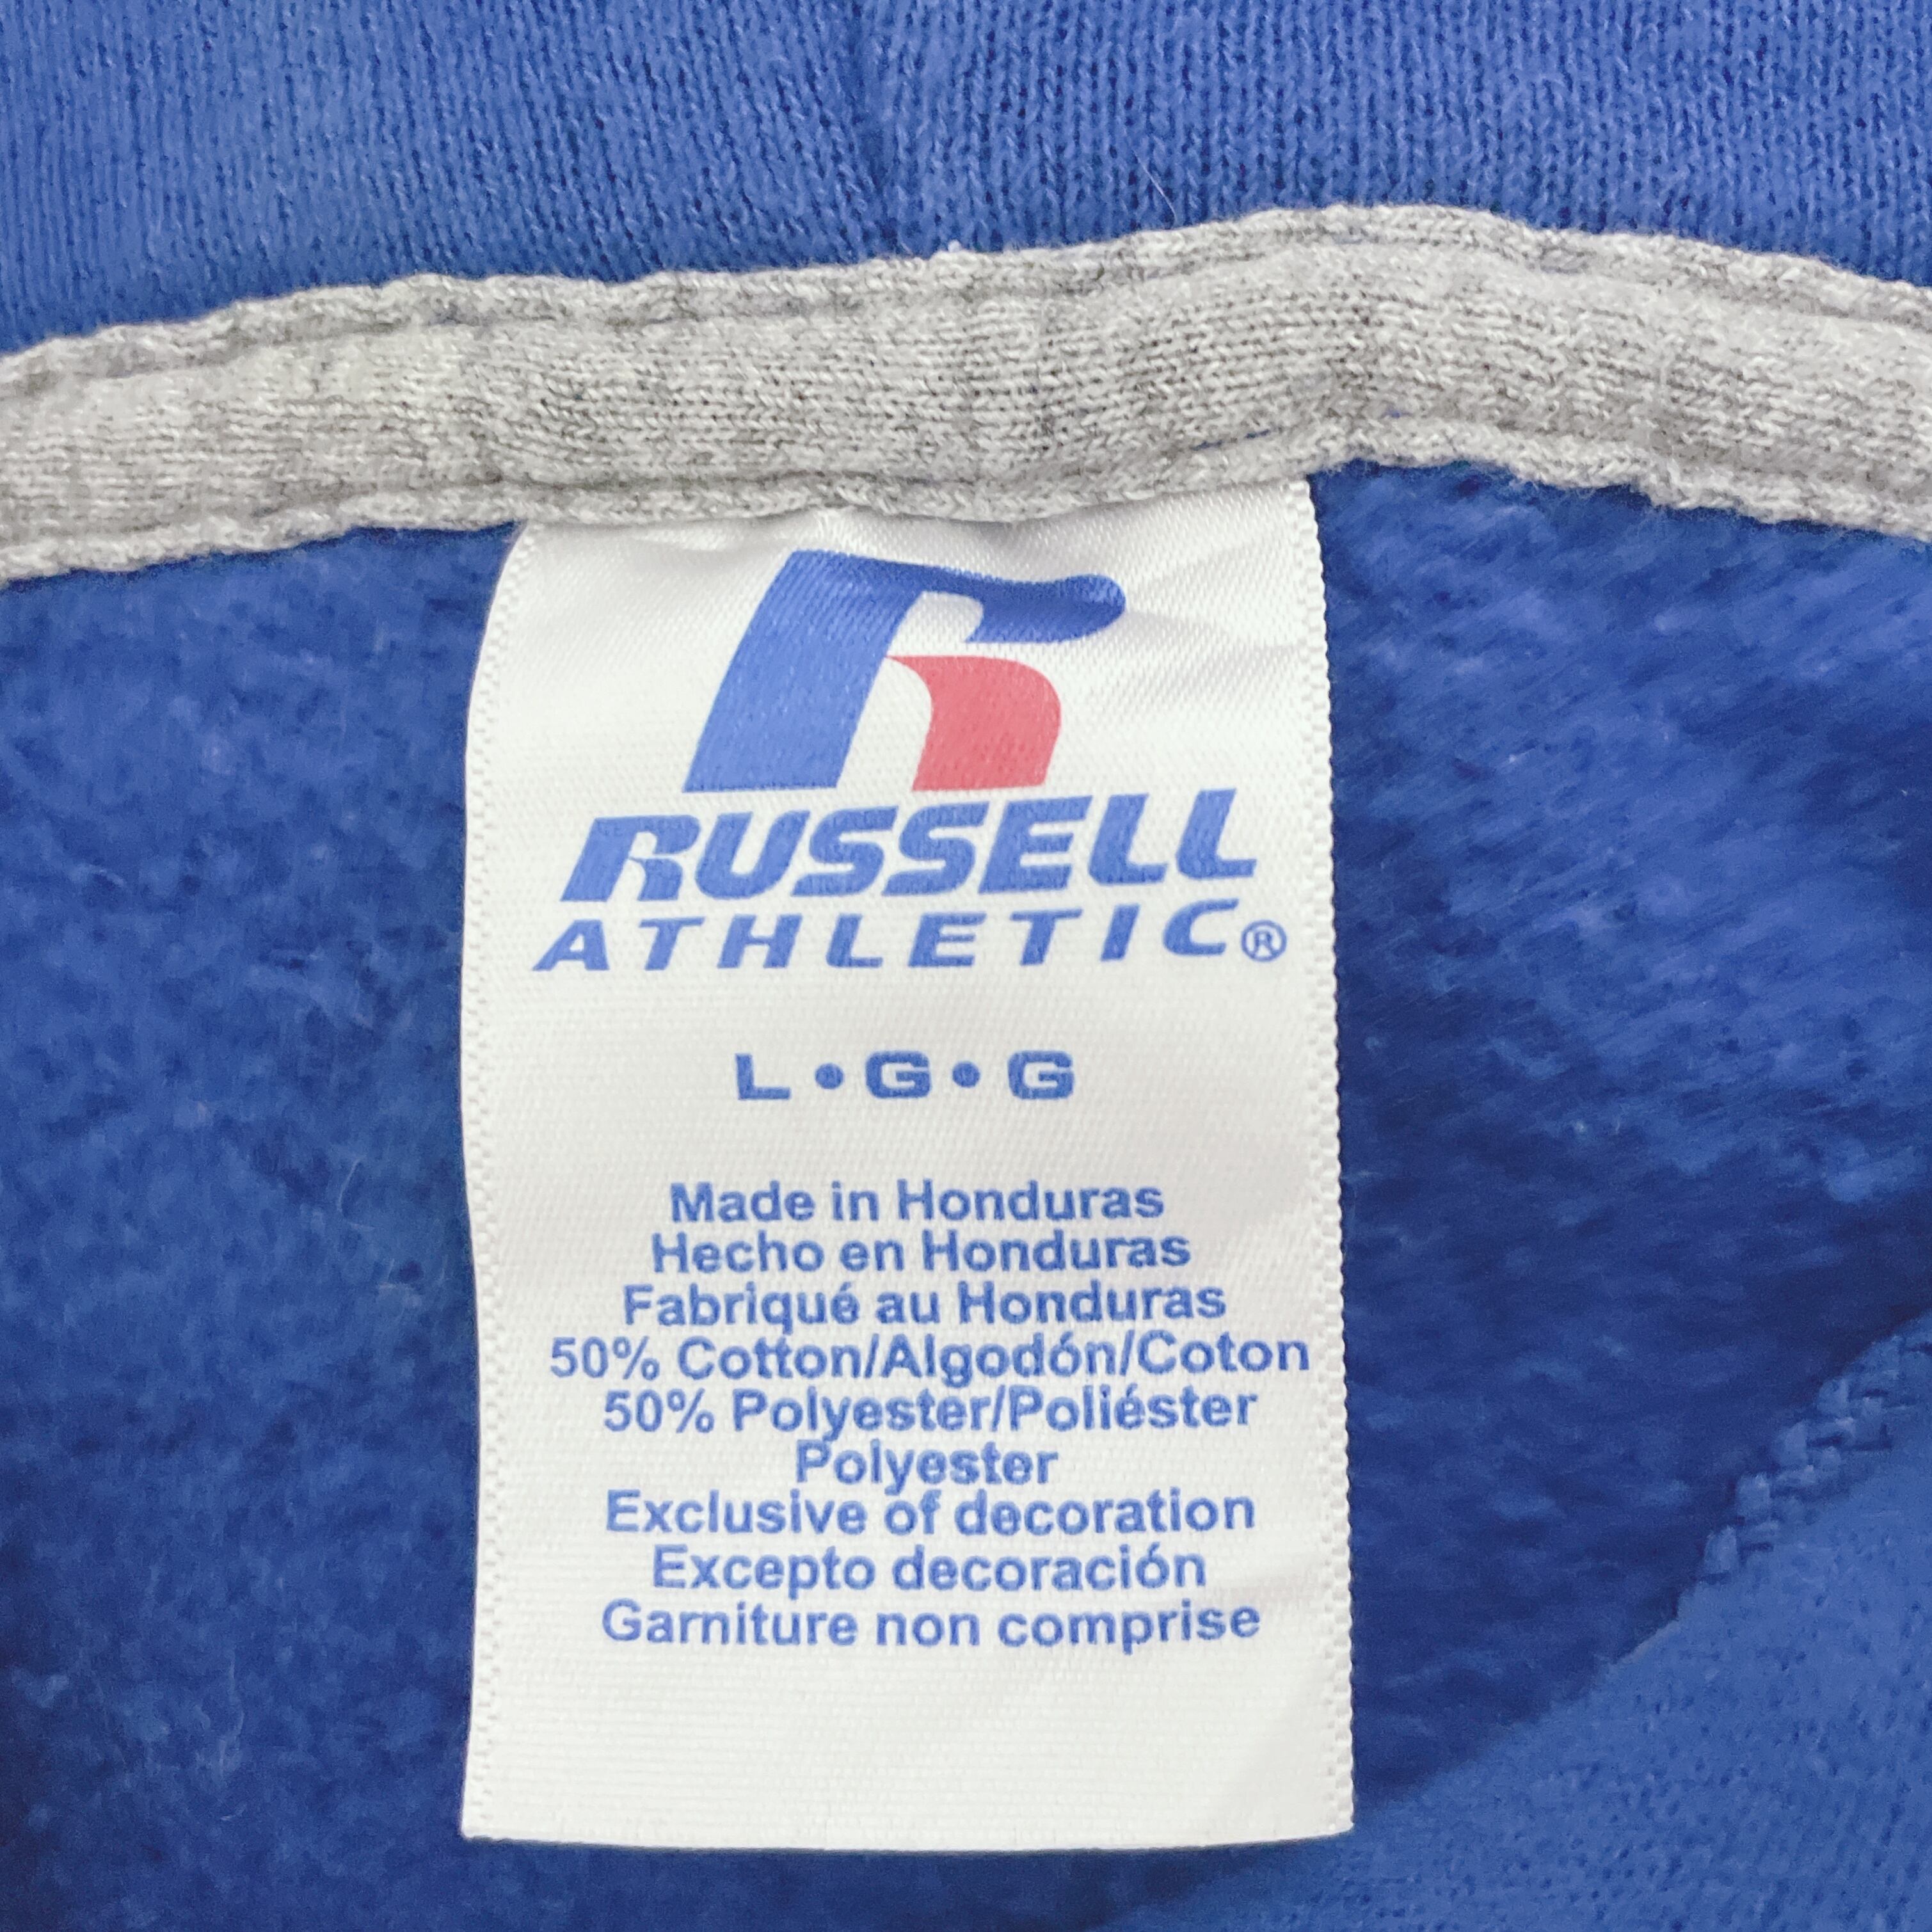 RUSSELL
ATHLETIC®
L•G•G
Made in Honduras
Hecho en Honduras
Fabriqué au Honduras
50% Cotton/Algodón/Coton
50% Polyester/Poliéster
Polyester
Exclusive of decoration
Excepto decoración
Garniture non comprise